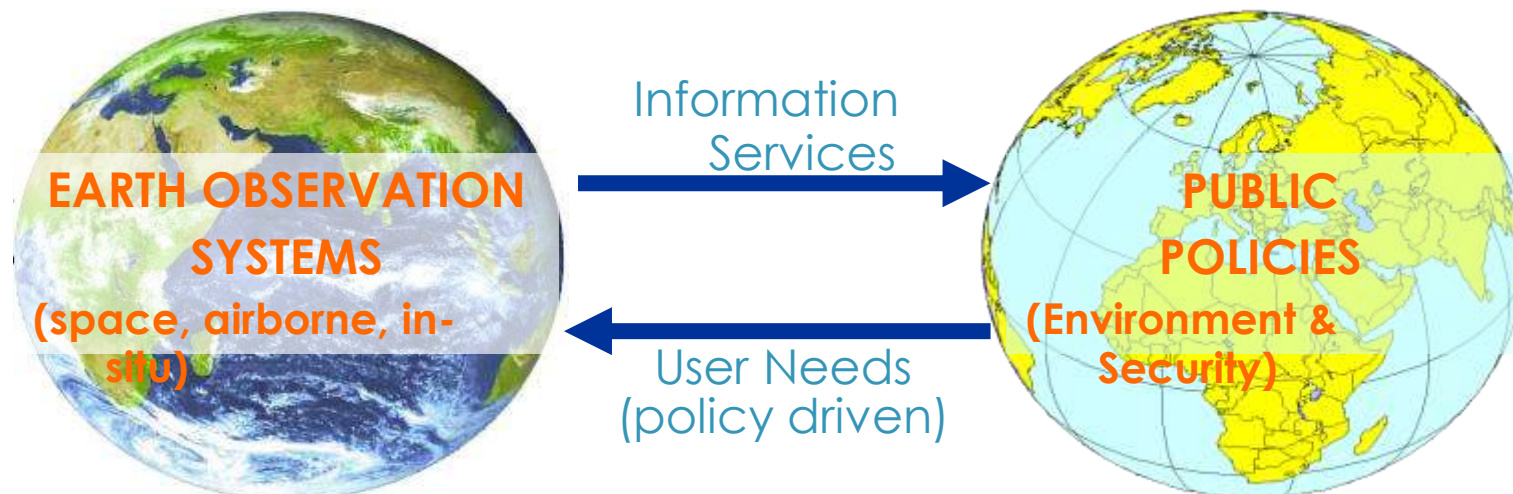 Information
Services
EARTH OBSERVATION
SYSTEMS
(space, airborne, in-
situ)
PUBLIC
POLICIES
(Environment &
Security)
User Needs
(policy driven)